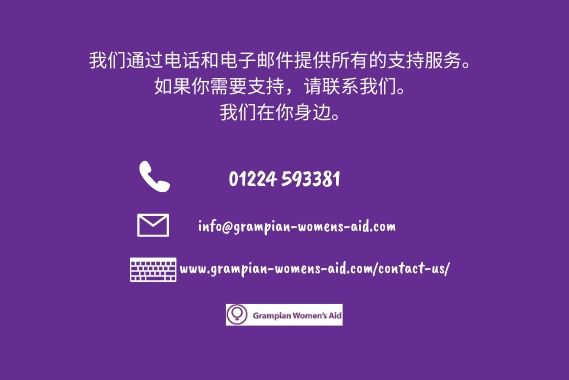 我们通过电话和电子邮件提供所有的支持服务。
如果你需要支持，请联系我们。
我们在你身边。
01224 593381
info@grampian-womens-aid.com
www.grampian-womens-aid.com/contact-us/
Grampian Women's Aid